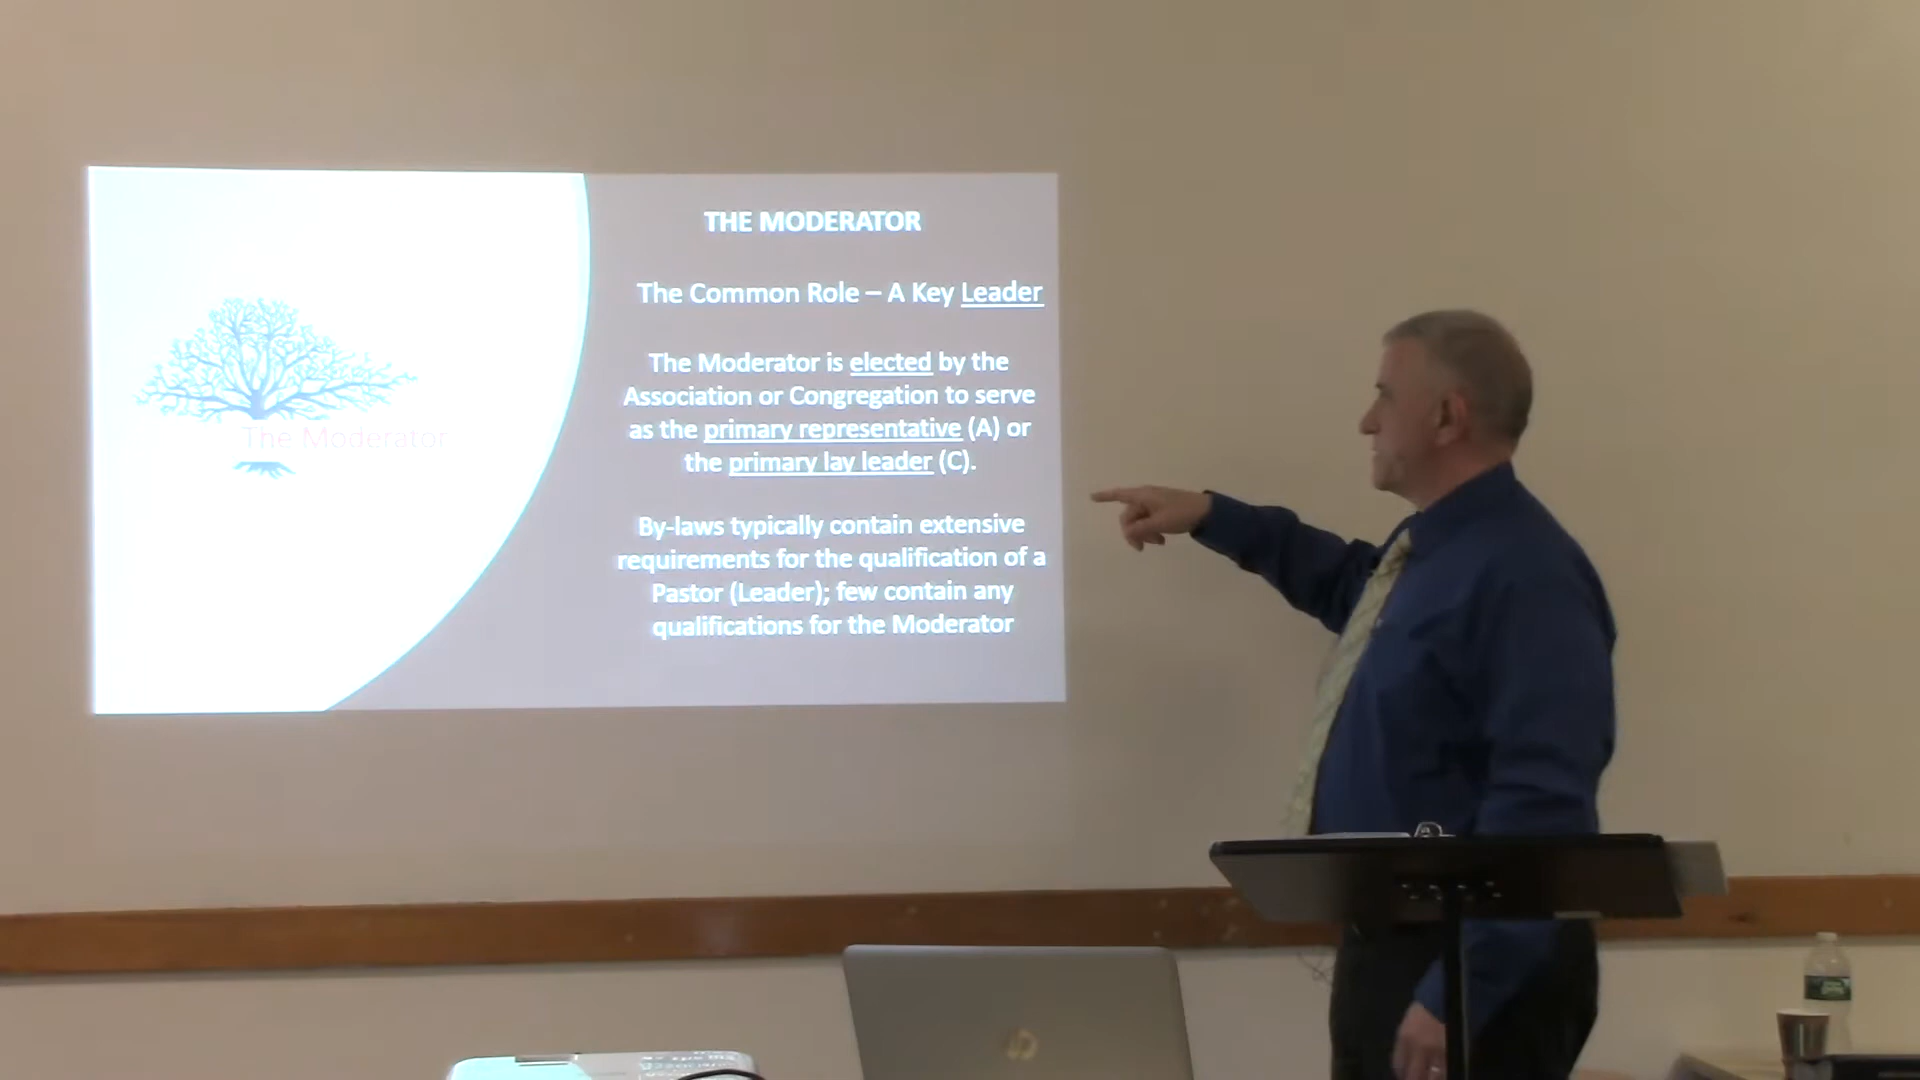 THE MODERATOR
The Common Role – A Key Leader
The Moderator is elected by the
Association or Congregation to serve
as the primary representative (A) or
the primary lay leader (C).
By-laws typically contain extensive
requirements for the qualification of a
Pastor (Leader); few contain any
qualifications for the Moderator
The Moderator
hp